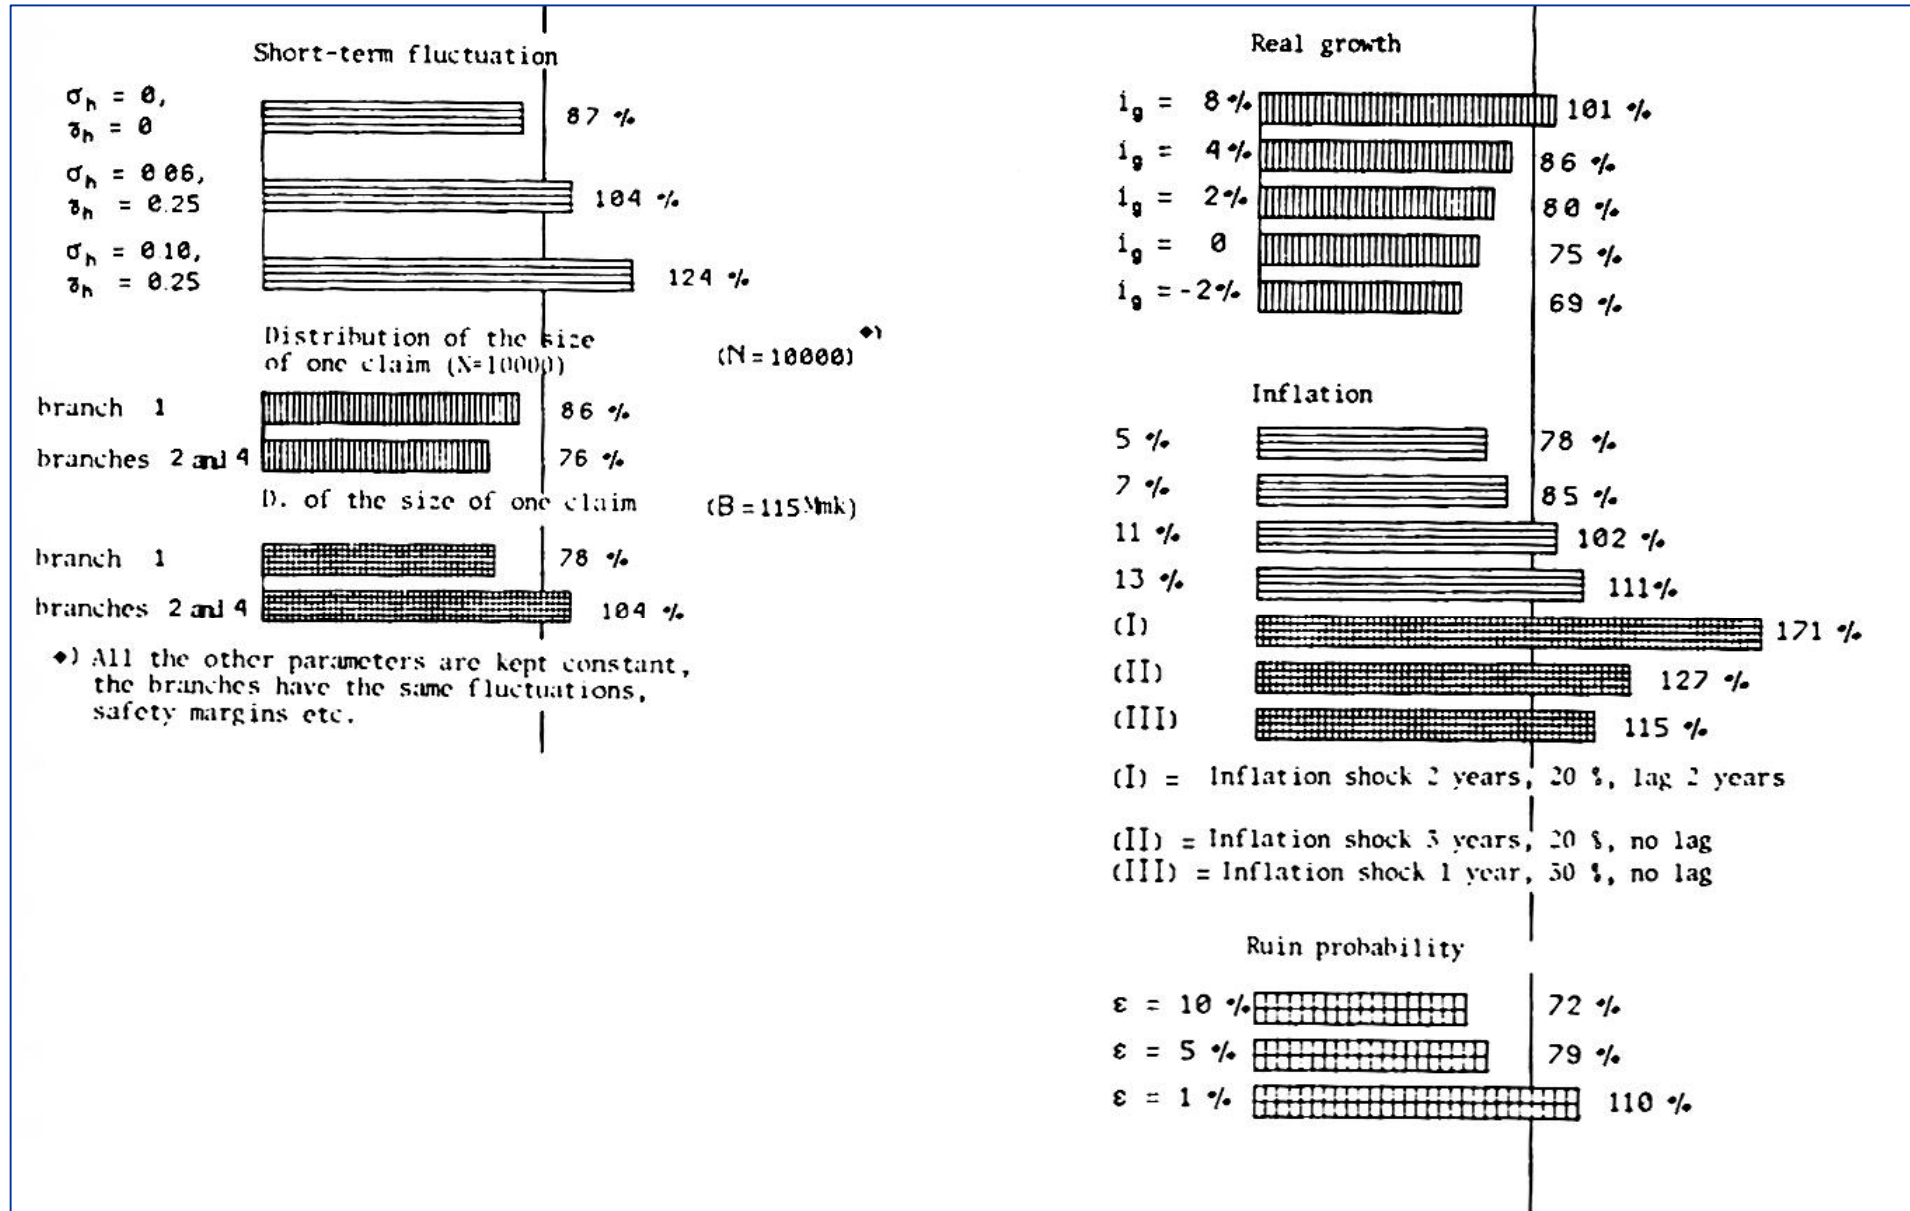 Short-term fluctuation
σh = 0,
σ̄h = 0 87 %
σh = 0 06,
= 0.25 104 %
σh = 0 10,
= 0.25 124 %
Distribution of the size
of one claim (N=10000) (N = 10000) ◆)
branch 1 86 %
branches 2 and 4 76 %
D. of the size of one claim (B = 115 Mmk)
branch 1 78 %
branches 2 and 4 104 %
◆) All the other parameters are kept constant,
the branches have the same fluctuations,
safety margins etc.
Real growth
ig = 8 % 101 %
ig = 4 % 86 %
ig = 2 % 80 %
ig = 0 75 %
ig = -2 % 69 %
Inflation
5 % 78 %
7 % 85 %
11 % 102 %
13 % 111 %
(I) 171 %
(II) 127 %
(III) 115 %
(I) = Inflation shock 2 years, 20 %, lag 2 years
(II) = Inflation shock 3 years, 20 %, no lag
(III) = Inflation shock 1 year, 30 %, no lag
Ruin probability
ε = 10 % 72 %
ε = 5 % 79 %
ε = 1 % 110 %